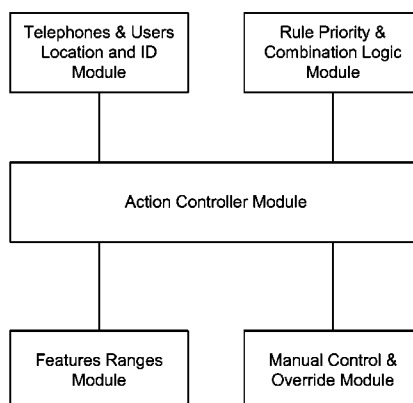 Telephones & Users
Location and ID
Module
Rule Priority &
Combination Logic
Module
Action Controller Module
Features Ranges
Module
Manual Control &
Override Module